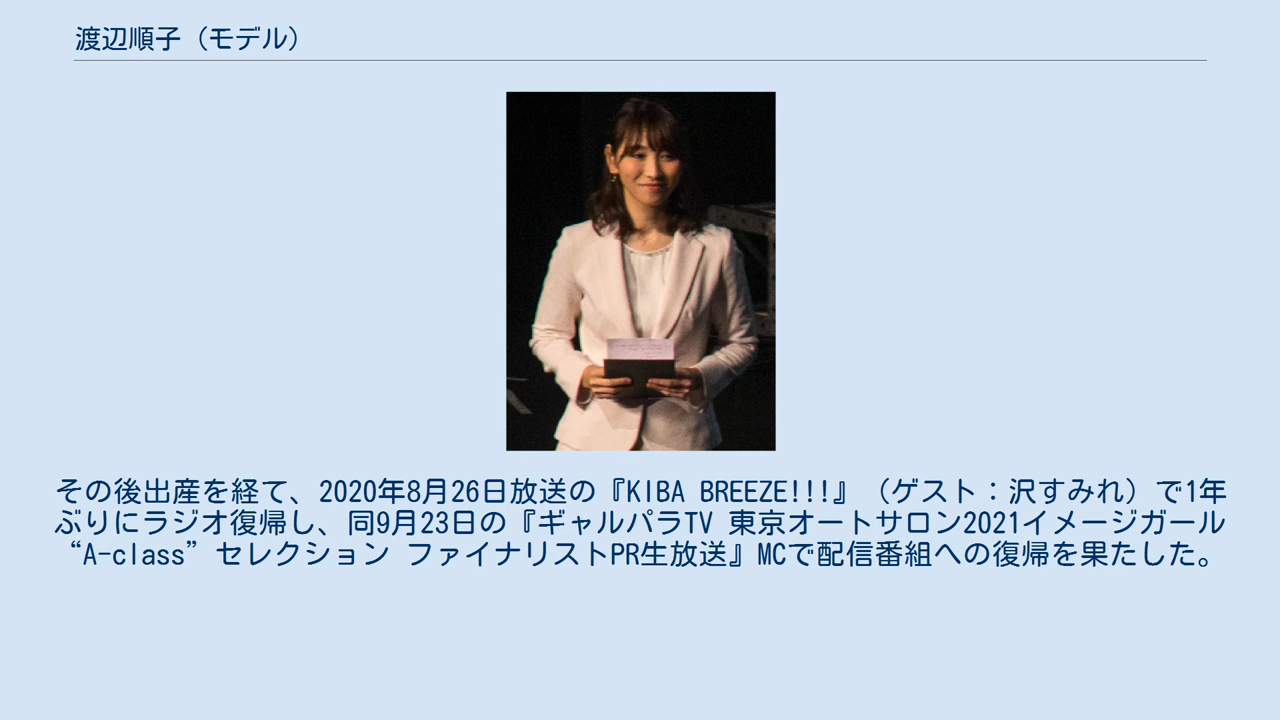 渡辺順子（モデル）
その後出産を経て、2020年8月26日放送の『KIBA BREEZE!!!』（ゲスト：沢すみれ）で1年
ぶりにラジオ復帰し、同9月23日の『ギャルパラTV 東京オートサロン2021イメージガール
“A-class”セレクション ファイナリストPR生放送』MCで配信番組への復帰を果たした。